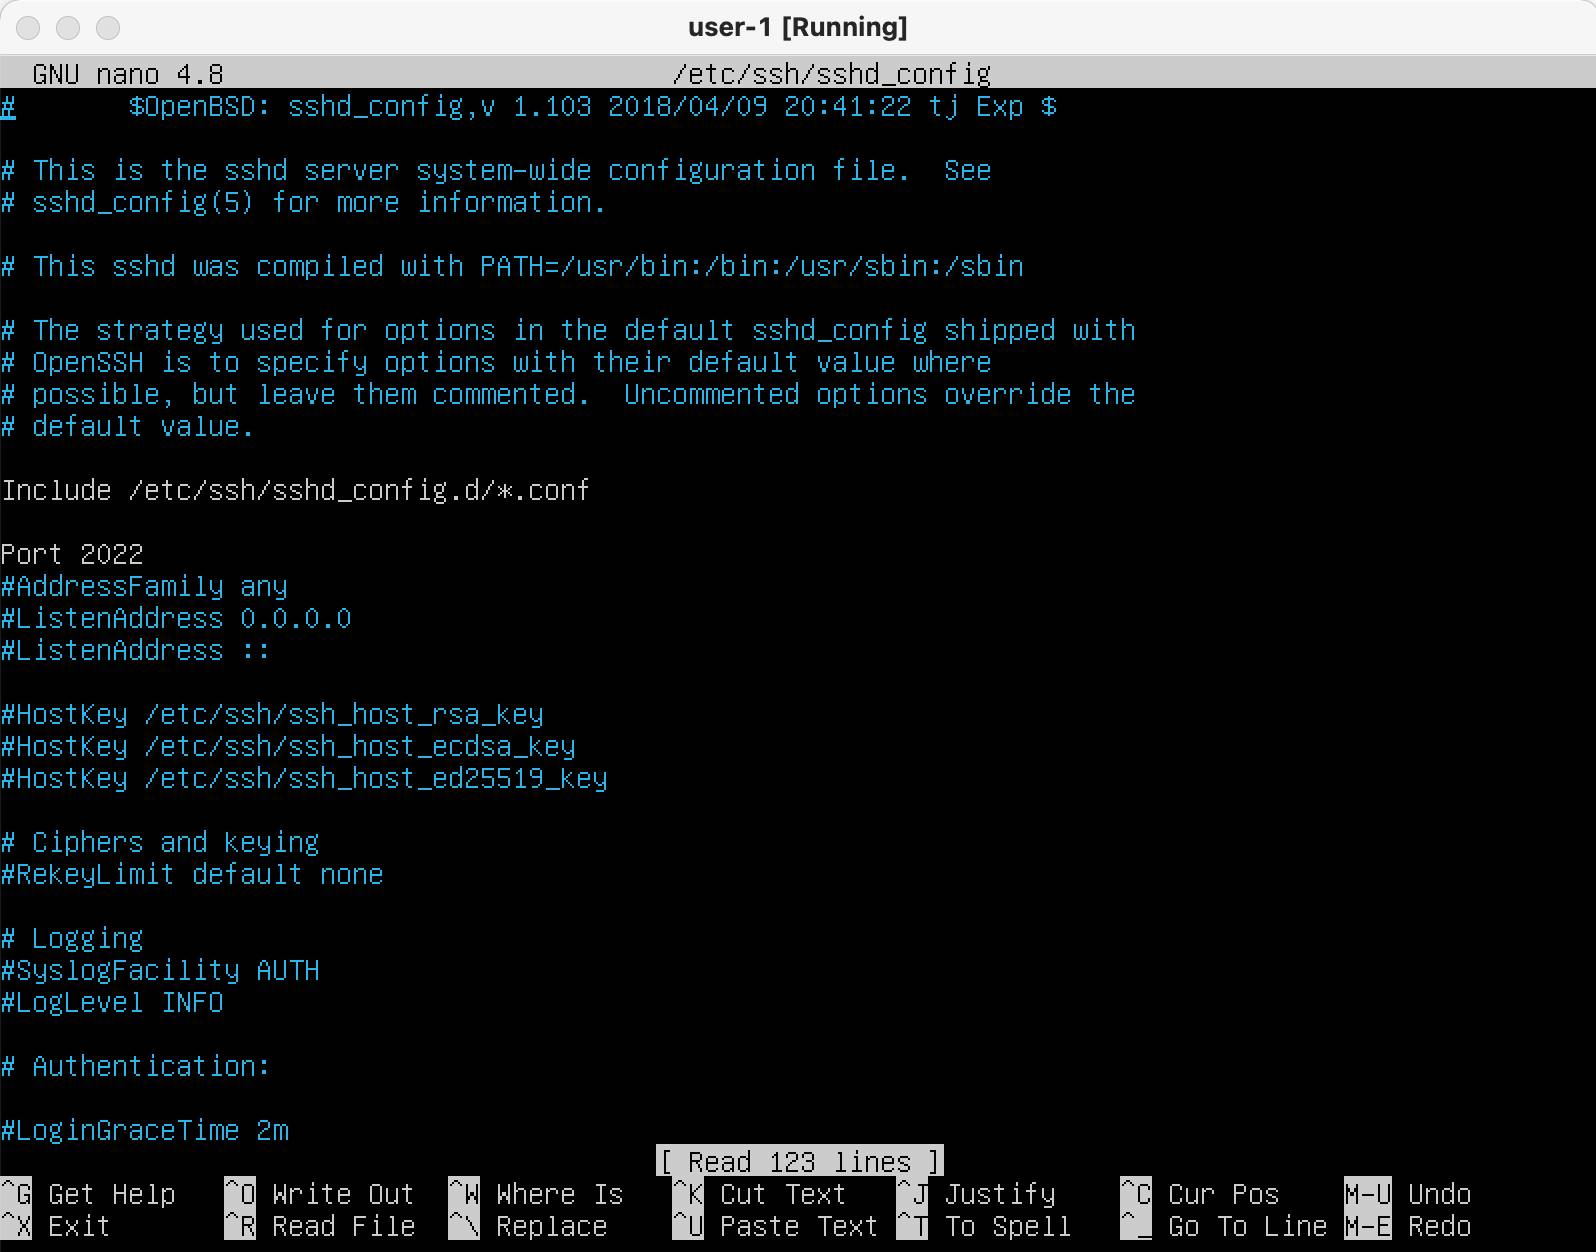 user-1 [Running]
GNU nano 4.8 /etc/ssh/sshd_config
# $OpenBSD: sshd_config,v 1.103 2018/04/09 20:41:22 tj Exp $
# This is the sshd server system-wide configuration file.  See
# sshd_config(5) for more information.
# This sshd was compiled with PATH=/usr/bin:/bin:/usr/sbin:/sbin
# The strategy used for options in the default sshd_config shipped with
# OpenSSH is to specify options with their default value where
# possible, but leave them commented.  Uncommented options override the
# default value.
Include /etc/ssh/sshd_config.d/*.conf
Port 2022
#AddressFamily any
#ListenAddress 0.0.0.0
#ListenAddress ::
#HostKey /etc/ssh/ssh_host_rsa_key
#HostKey /etc/ssh/ssh_host_ecdsa_key
#HostKey /etc/ssh/ssh_host_ed25519_key
# Ciphers and keying
#RekeyLimit default none
# Logging
#SyslogFacility AUTH
#LogLevel INFO
# Authentication:
#LoginGraceTime 2m
[ Read 123 lines ]
^G Get Help ^O Write Out ^W Where Is ^K Cut Text ^J Justify ^C Cur Pos M-U Undo
^X Exit ^R Read File ^\ Replace ^U Paste Text ^T To Spell ^_ Go To Line M-E Redo